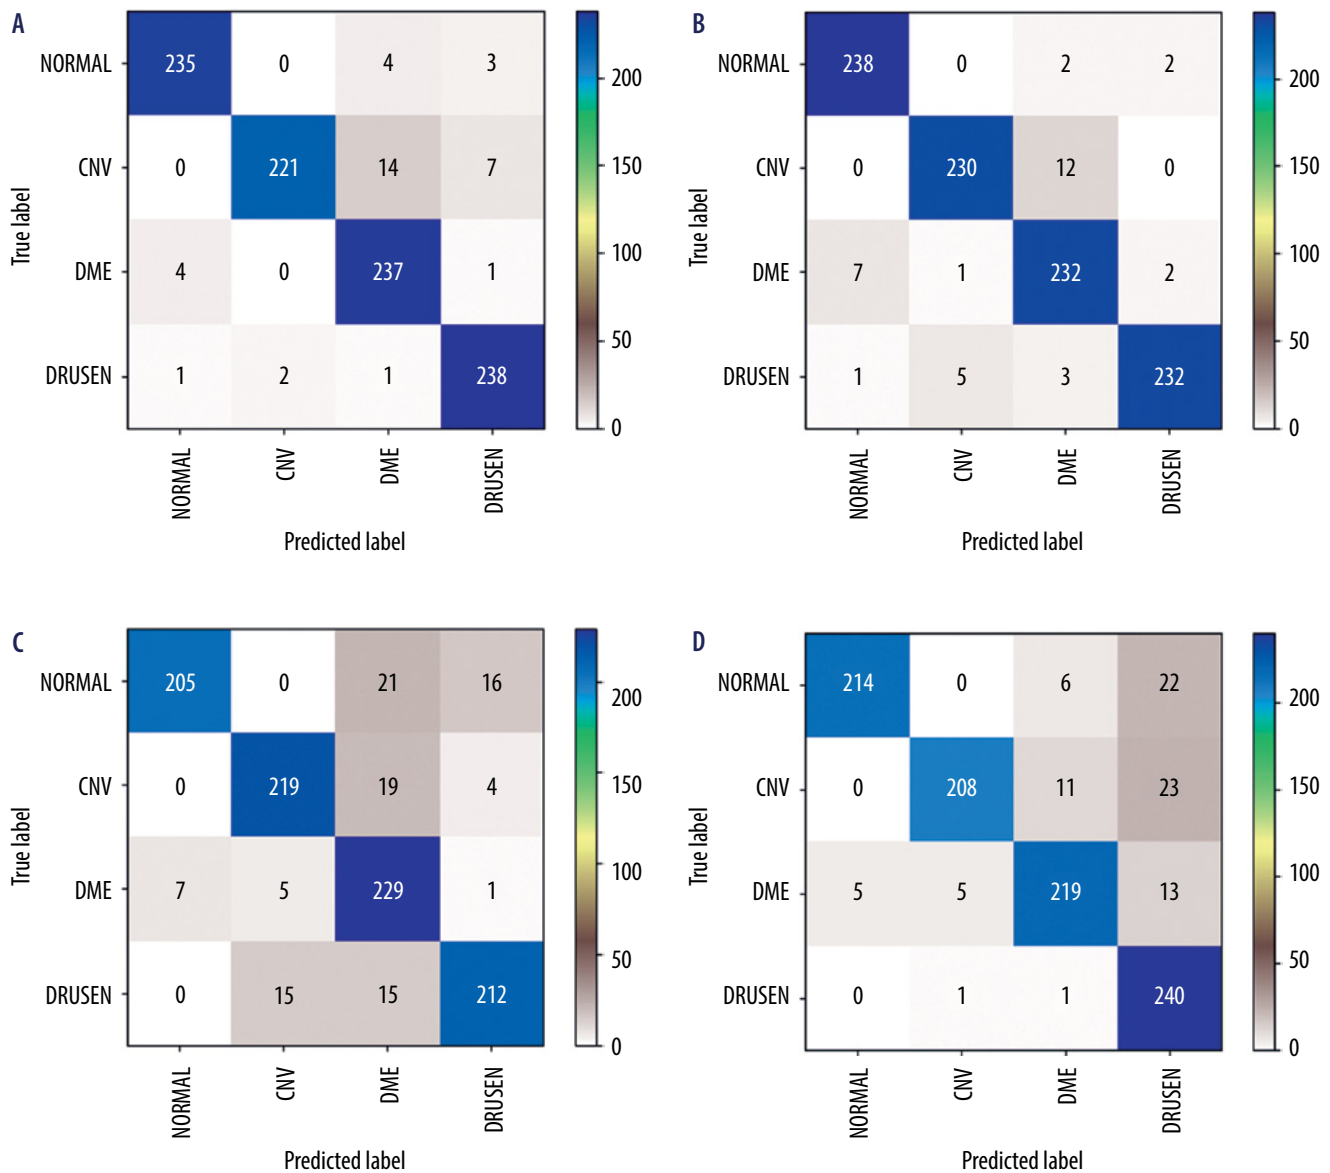 A
NORMAL 235 0 4 3
CNV 0 221 14 7
DME 4 0 237 1
DRUSEN 1 2 1 238
NORMAL CNV DME DRUSEN
True label
Predicted label
200
150
100
50
0
B
NORMAL 238 0 2 2
CNV 0 230 12 0
DME 7 1 232 2
DRUSEN 1 5 3 232
NORMAL CNV DME DRUSEN
True label
Predicted label
200
150
100
50
0
C
NORMAL 205 0 21 16
CNV 0 219 19 4
DME 7 5 229 1
DRUSEN 0 15 15 212
NORMAL CNV DME DRUSEN
True label
Predicted label
200
150
100
50
0
D
NORMAL 214 0 6 22
CNV 0 208 11 23
DME 5 5 219 13
DRUSEN 0 1 1 240
NORMAL CNV DME DRUSEN
True label
Predicted label
200
150
100
50
0